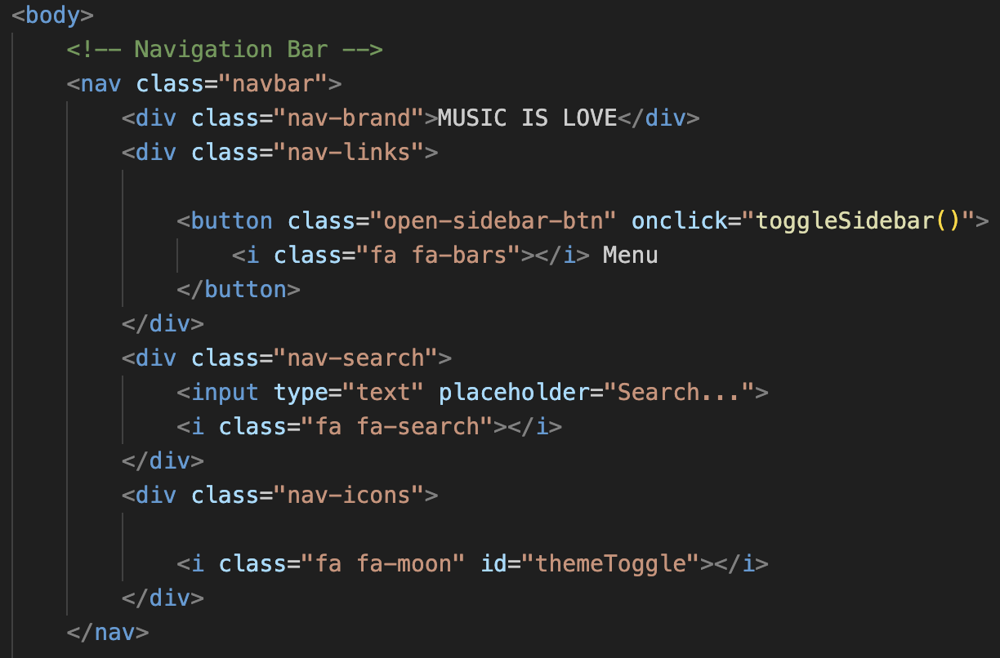 <body>
<!-- Navigation Bar -->
<nav class="navbar">
<div class="nav-brand">MUSIC IS LOVE</div>
<div class="nav-links">
<button class="open-sidebar-btn" onclick="toggleSidebar()">
<i class="fa fa-bars"></i> Menu
</button>
</div>
<div class="nav-search">
<input type="text" placeholder="Search...">
<i class="fa fa-search"></i>
</div>
<div class="nav-icons">
<i class="fa fa-moon" id="themeToggle"></i>
</div>
</nav>